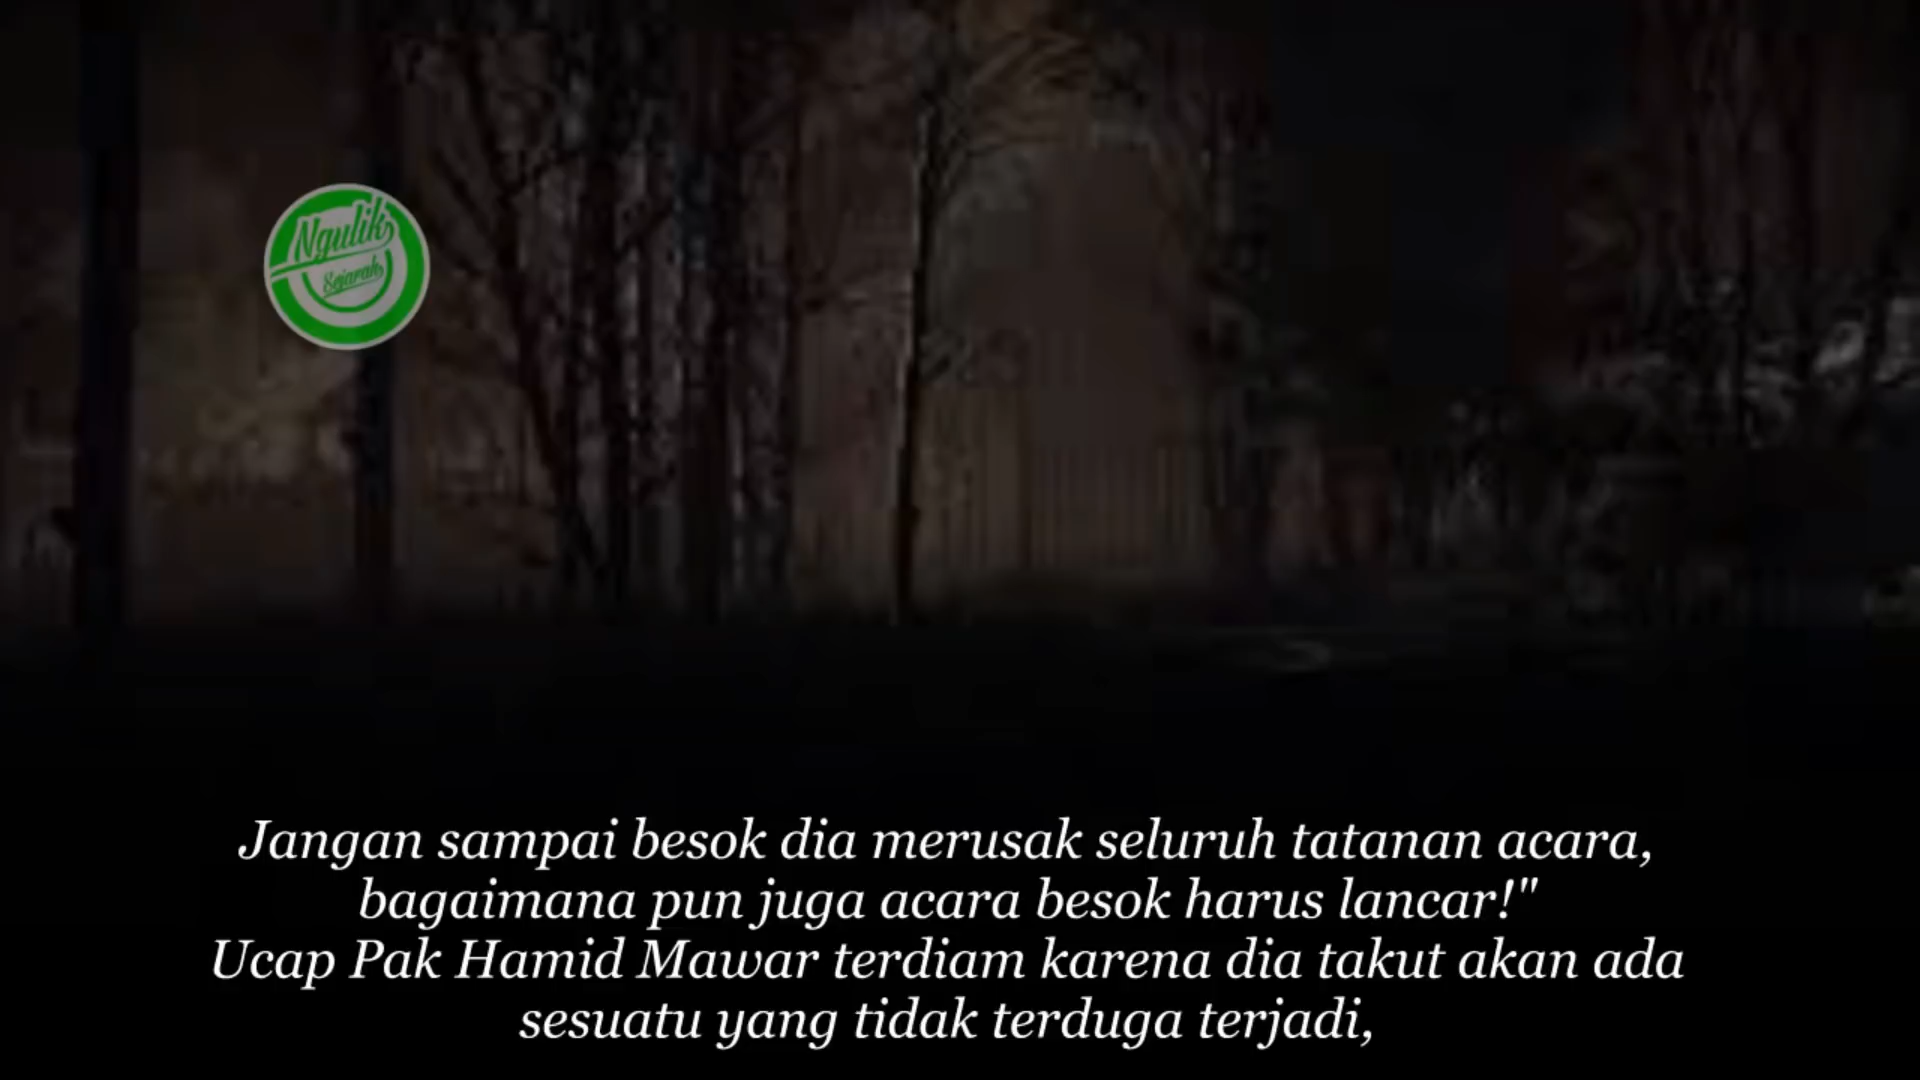 Ngulik
Sejarah
Jangan sampai besok dia merusak seluruh tatanan acara,
bagaimana pun juga acara besok harus lancar!"
Ucap Pak Hamid Mawar terdiam karena dia takut akan ada
sesuatu yang tidak terduga terjadi,